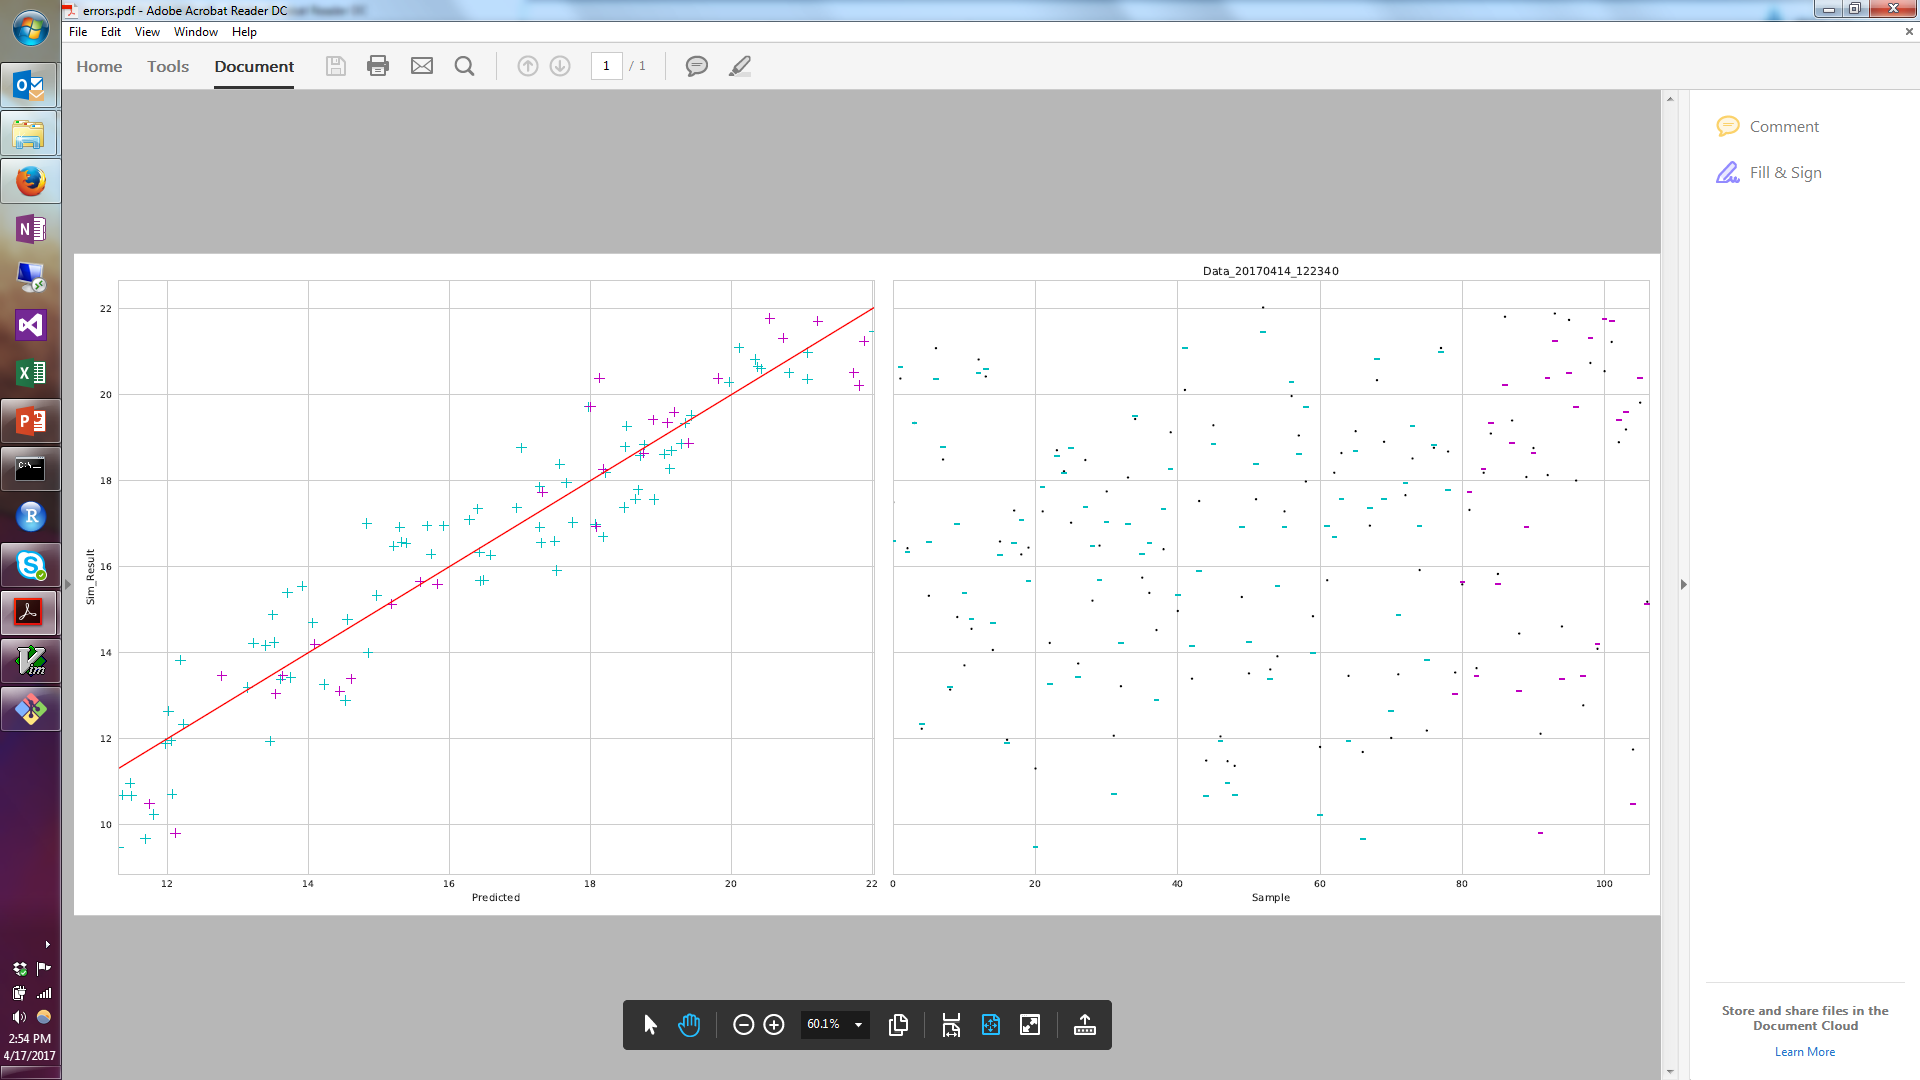 errors.pdf - Adobe Acrobat Reader DC
File Edit View Window Help
Home Tools Document 1 / 1
Comment
Fill & Sign
Data_20170414_122340
22
20
18
16
14
12
10
Sim_Result
12 14 16 18 20 22
Predicted
0 20 40 60 80 100
Sample
60.1%
Store and share files in the
Document Cloud
Learn More
2:54 PM
4/17/2017